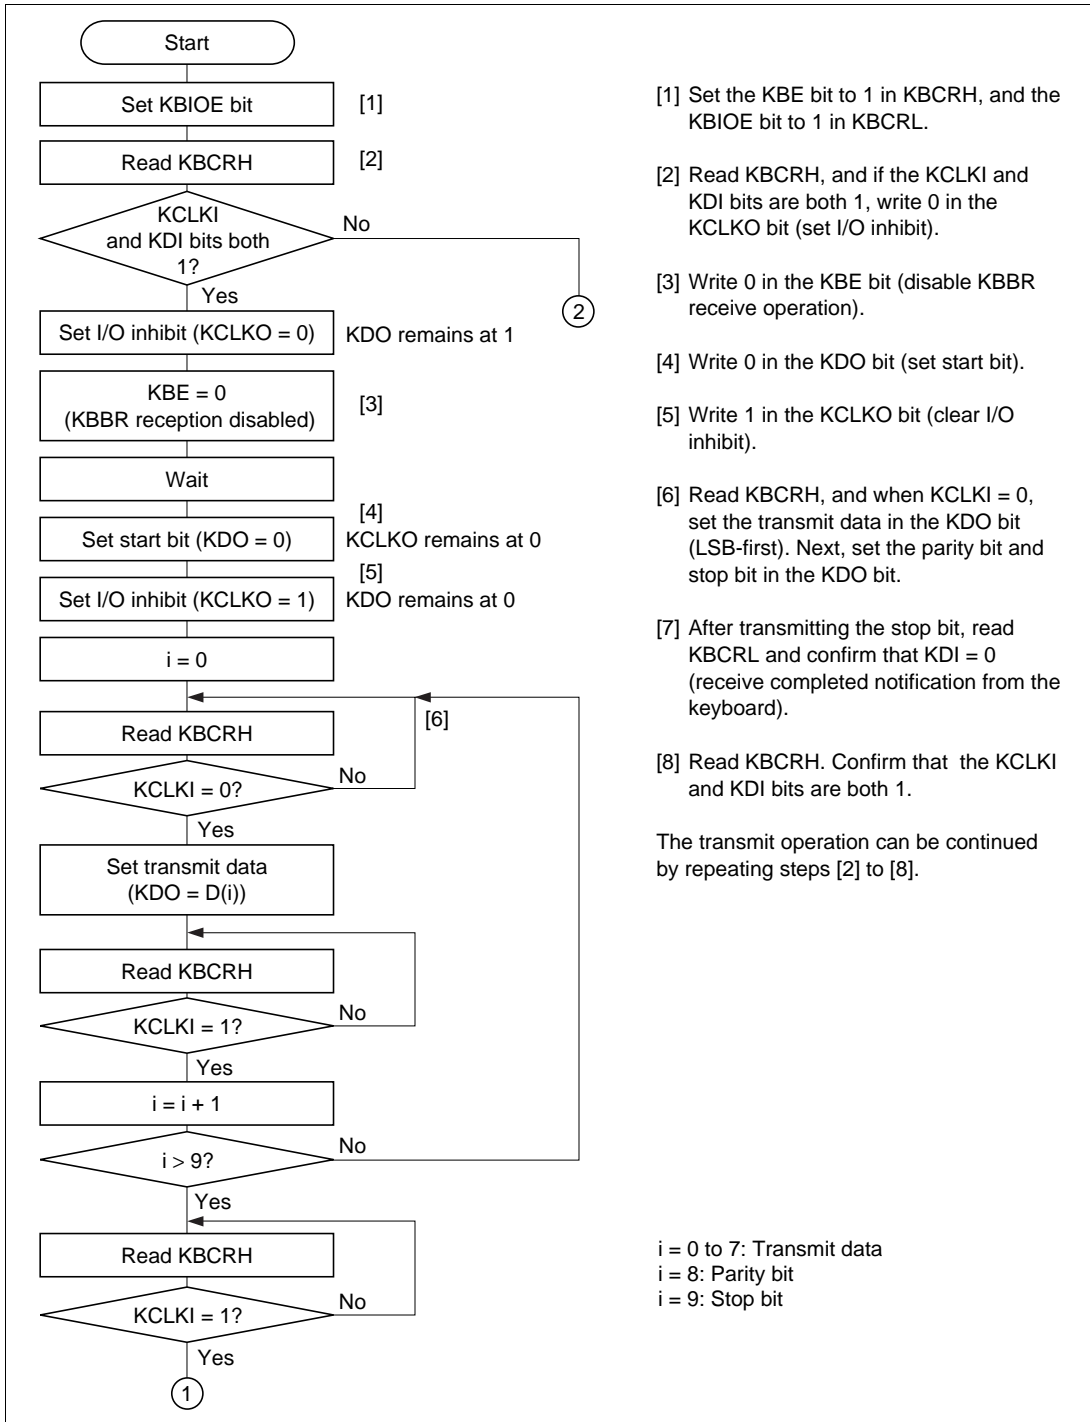 Start
Set KBIOE bit
[1]
Read KBCRH
[2]
KCLKI
and KDI bits both
1?
No
Yes
2
Set I/O inhibit (KCLKO = 0)
KDO remains at 1
KBE = 0
(KBBR reception disabled)
[3]
Wait
[4]
Set start bit (KDO = 0)
KCLKO remains at 0
[5]
Set I/O inhibit (KCLKO = 1)
KDO remains at 0
i = 0
[6]
Read KBCRH
KCLKI = 0?
No
Yes
Set transmit data
(KDO = D(i))
Read KBCRH
KCLKI = 1?
No
Yes
i = i + 1
i > 9?
No
Yes
Read KBCRH
KCLKI = 1?
No
Yes
1
[1] Set the KBE bit to 1 in KBCRH, and the
KBIOE bit to 1 in KBCRL.
[2] Read KBCRH, and if the KCLKI and
KDI bits are both 1, write 0 in the
KCLKO bit (set I/O inhibit).
[3] Write 0 in the KBE bit (disable KBBR
receive operation).
[4] Write 0 in the KDO bit (set start bit).
[5] Write 1 in the KCLKO bit (clear I/O
inhibit).
[6] Read KBCRH, and when KCLKI = 0,
set the transmit data in the KDO bit
(LSB-first). Next, set the parity bit and
stop bit in the KDO bit.
[7] After transmitting the stop bit, read
KBCRL and confirm that KDI = 0
(receive completed notification from the
keyboard).
[8] Read KBCRH. Confirm that the KCLKI
and KDI bits are both 1.
The transmit operation can be continued
by repeating steps [2] to [8].
i = 0 to 7: Transmit data
i = 8: Parity bit
i = 9: Stop bit